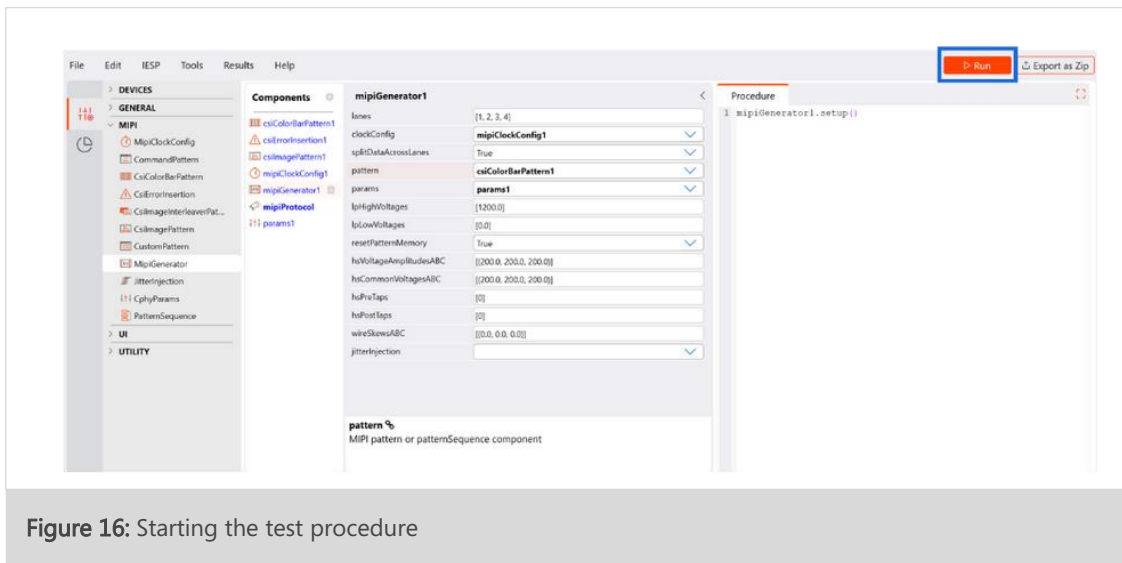 File Edit IESP Tools Results Help
Run Export as Zip
DEVICES
GENERAL
MIPI
MipiClockConfig
CommandPattern
CsiColorBarPattern
CsiErrorInsertion
CsiImageInterleaverPat...
CsiImagePattern
CustomPattern
MipiGenerator
JitterInjection
CphyParams
PatternSequence
UI
UTILITY
Components
csiColorBarPattern1
csiErrorInsertion1
csiImagePattern1
mipiClockConfig1
mipiGenerator1
mipiProtocol
params1
mipiGenerator1
lanes [1, 2, 3, 4]
clockConfig mipiClockConfig1
splitDataAcrossLanes True
pattern csiColorBarPattern1
params params1
lpHighVoltages [1200.0]
lpLowVoltages [0.0]
resetPatternMemory True
hsVoltageAmplitudesABC [(200.0, 200.0, 200.0)]
hsCommonVoltagesABC [(200.0, 200.0, 200.0)]
hsPreTaps [0]
hsPostTaps [0]
wireSkewsABC [(0.0, 0.0, 0.0)]
jitterInjection
pattern
MIPI pattern or patternSequence component
Procedure
1 mipiGenerator1.setup()
Figure 16: Starting the test procedure